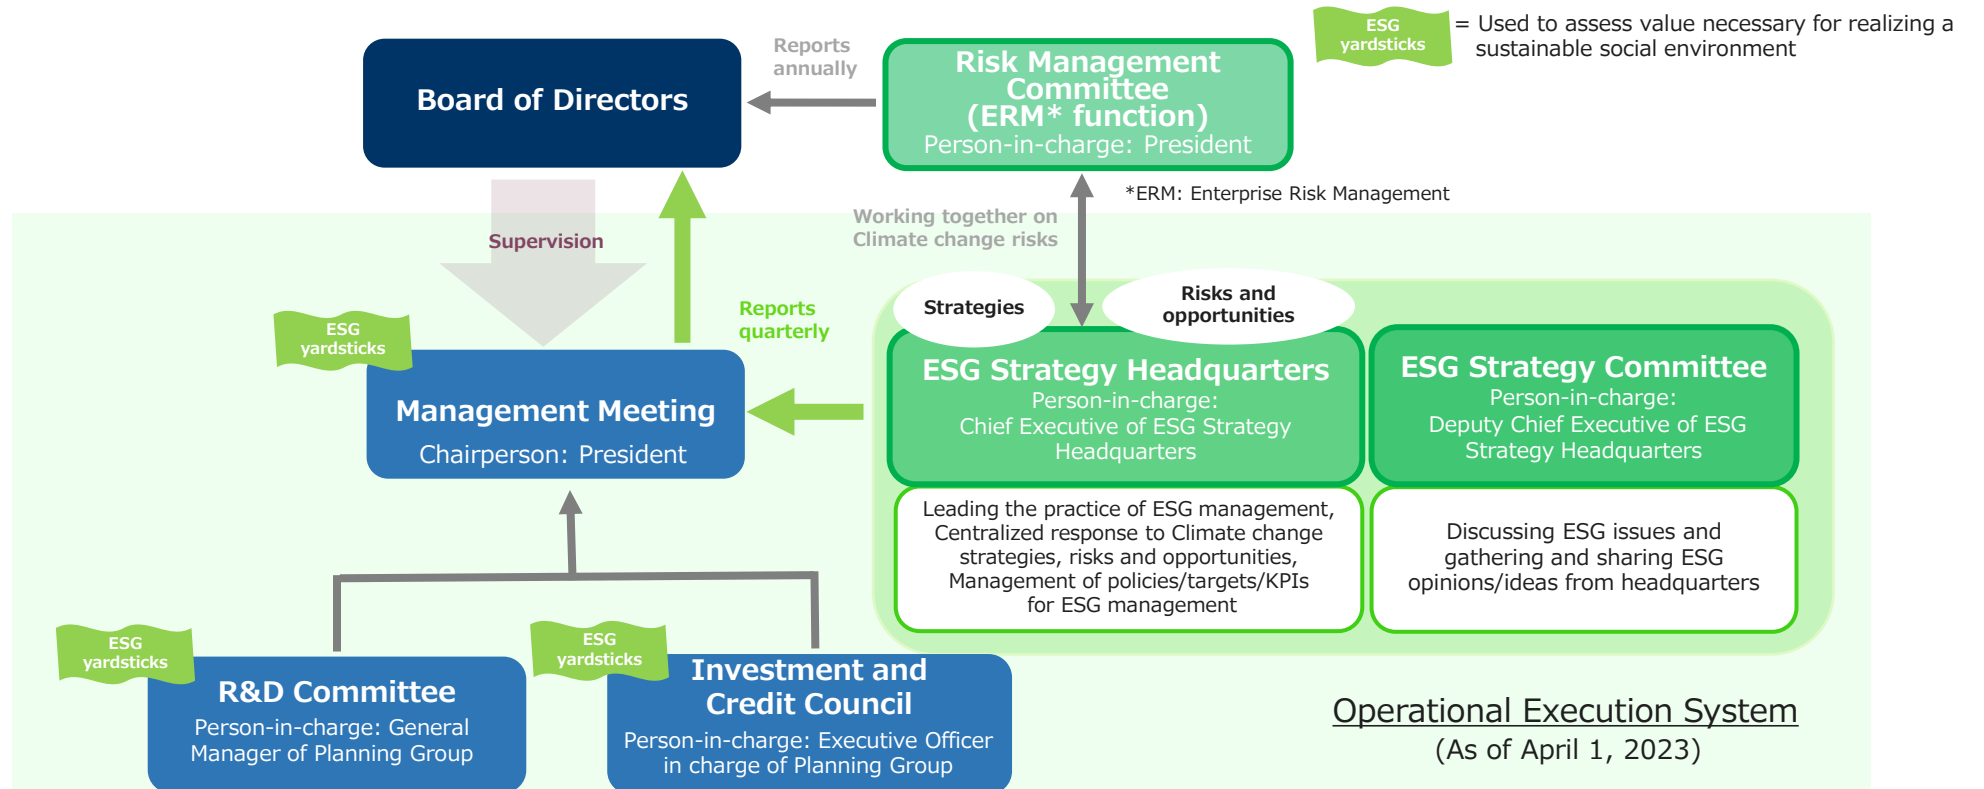 ESG
yardsticks
= Used to assess value necessary for realizing a
sustainable social environment
Board of Directors
Reports
annually
Risk Management
Committee
(ERM* function)
Person-in-charge: President
*ERM: Enterprise Risk Management
Supervision
Working together on
Climate change risks
Reports
quarterly
Strategies
Risks and
opportunities
ESG
yardsticks
Management Meeting
Chairperson: President
ESG Strategy Headquarters
Person-in-charge:
Chief Executive of ESG Strategy
Headquarters
ESG Strategy Committee
Person-in-charge:
Deputy Chief Executive of ESG
Strategy Headquarters
Leading the practice of ESG management,
Centralized response to Climate change
strategies, risks and opportunities,
Management of policies/targets/KPIs
for ESG management
Discussing ESG issues and
gathering and sharing ESG
opinions/ideas from headquarters
ESG
yardsticks
R&D Committee
Person-in-charge: General
Manager of Planning Group
ESG
yardsticks
Investment and
Credit Council
Person-in-charge: Executive Officer
in charge of Planning Group
Operational Execution System
(As of April 1, 2023)